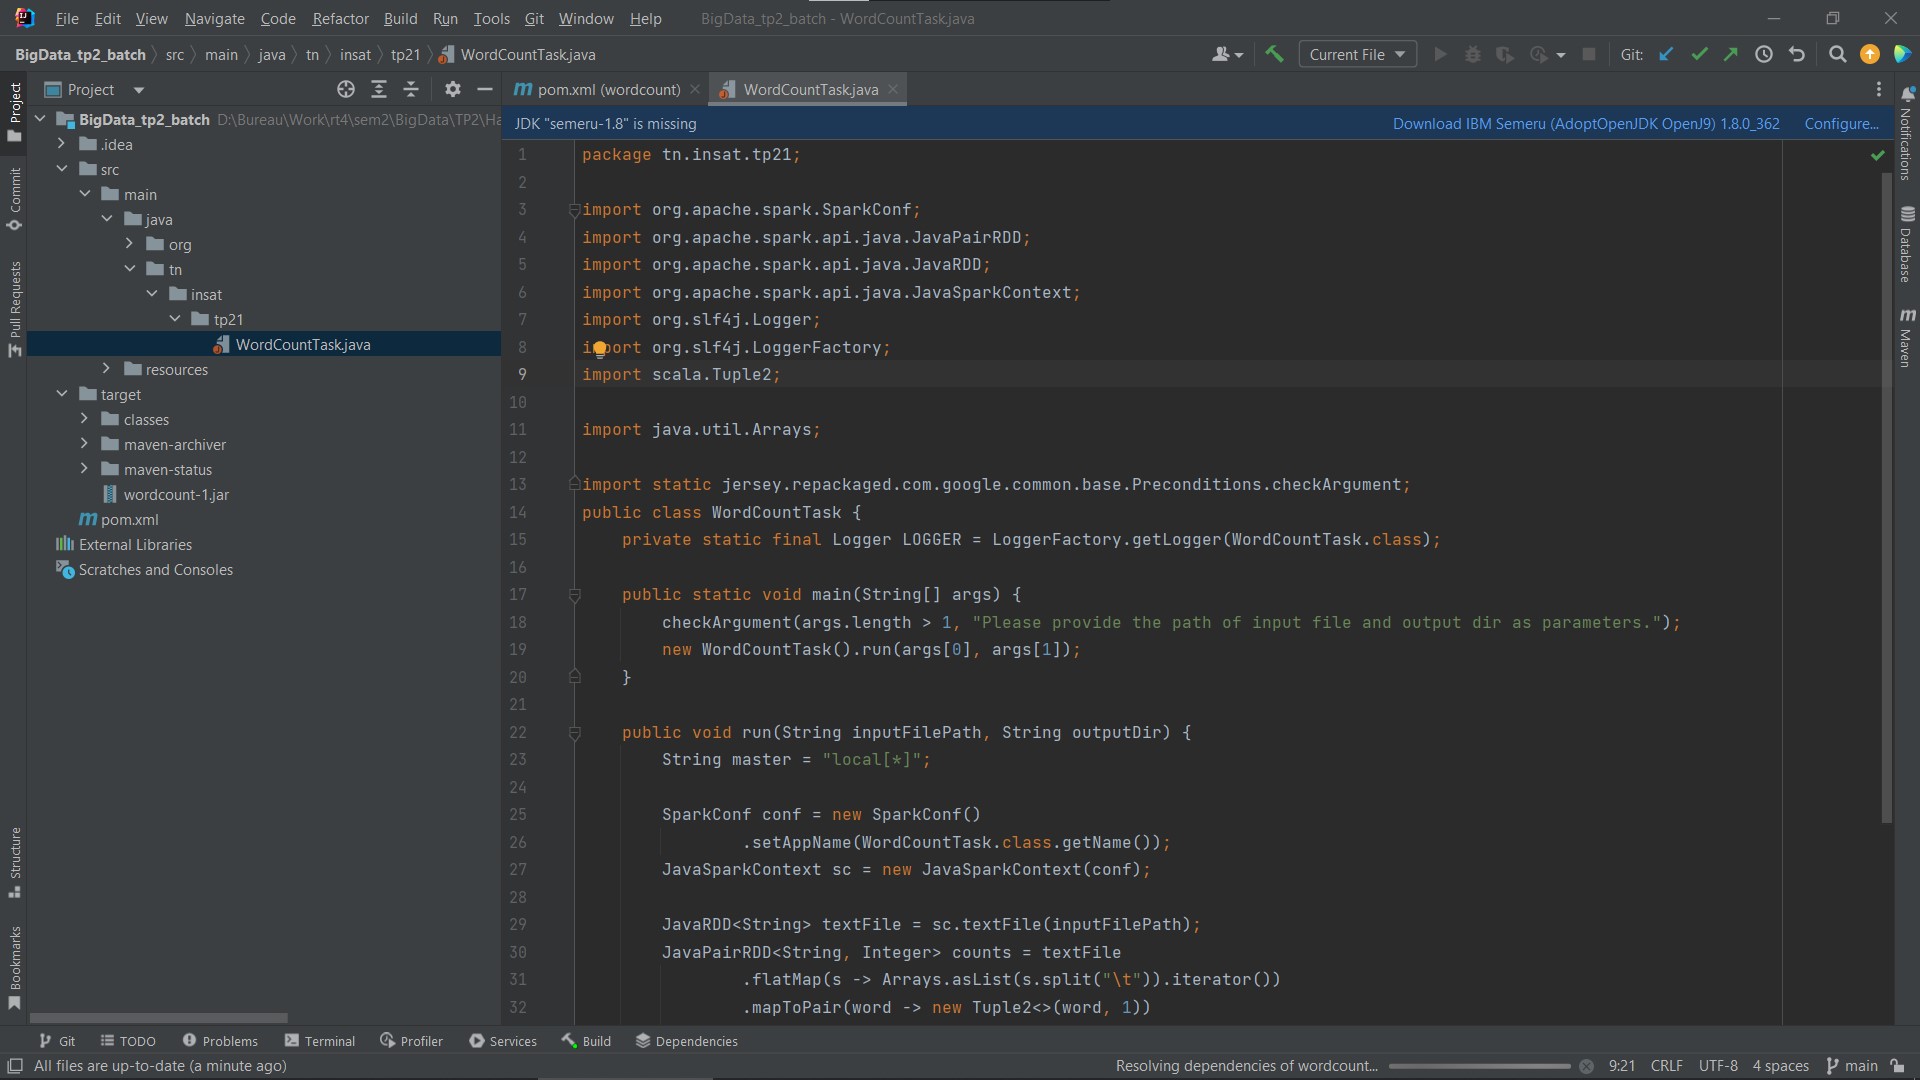 File Edit View Navigate Code Refactor Build Run Tools Git Window Help BigData_tp2_batch - WordCountTask.java
BigData_tp2_batch src main java tn insat tp21 WordCountTask.java Current File Git:
Project
Commit
Pull Requests
Structure
Bookmarks
Project
BigData_tp2_batch D:\Bureau\Work\rt4\sem2\BigData\TP2\Ha
.idea
src
main
java
org
tn
insat
tp21
WordCountTask.java
resources
target
classes
maven-archiver
maven-status
wordcount-1.jar
pom.xml
External Libraries
Scratches and Consoles
pom.xml (wordcount) WordCountTask.java
JDK "semeru-1.8" is missing Download IBM Semeru (AdoptOpenJDK OpenJ9) 1.8.0_362 Configure...
1 package tn.insat.tp21;
2
3 import org.apache.spark.SparkConf;
4 import org.apache.spark.api.java.JavaPairRDD;
5 import org.apache.spark.api.java.JavaRDD;
6 import org.apache.spark.api.java.JavaSparkContext;
7 import org.slf4j.Logger;
8 import org.slf4j.LoggerFactory;
9 import scala.Tuple2;
10
11 import java.util.Arrays;
12
13 import static jersey.repackaged.com.google.common.base.Preconditions.checkArgument;
14 public class WordCountTask {
15     private static final Logger LOGGER = LoggerFactory.getLogger(WordCountTask.class);
16
17     public static void main(String[] args) {
18         checkArgument(args.length > 1, "Please provide the path of input file and output dir as parameters.");
19         new WordCountTask().run(args[0], args[1]);
20     }
21
22     public void run(String inputFilePath, String outputDir) {
23         String master = "local[*]";
24
25         SparkConf conf = new SparkConf()
26                 .setAppName(WordCountTask.class.getName());
27         JavaSparkContext sc = new JavaSparkContext(conf);
28
29         JavaRDD<String> textFile = sc.textFile(inputFilePath);
30         JavaPairRDD<String, Integer> counts = textFile
31                 .flatMap(s -> Arrays.asList(s.split("\t")).iterator())
32                 .mapToPair(word -> new Tuple2<>(word, 1))
Notifications
Database
Maven
Git TODO Problems Terminal Profiler Services Build Dependencies
All files are up-to-date (a minute ago) Resolving dependencies of wordcount... 9:21 CRLF UTF-8 4 spaces main